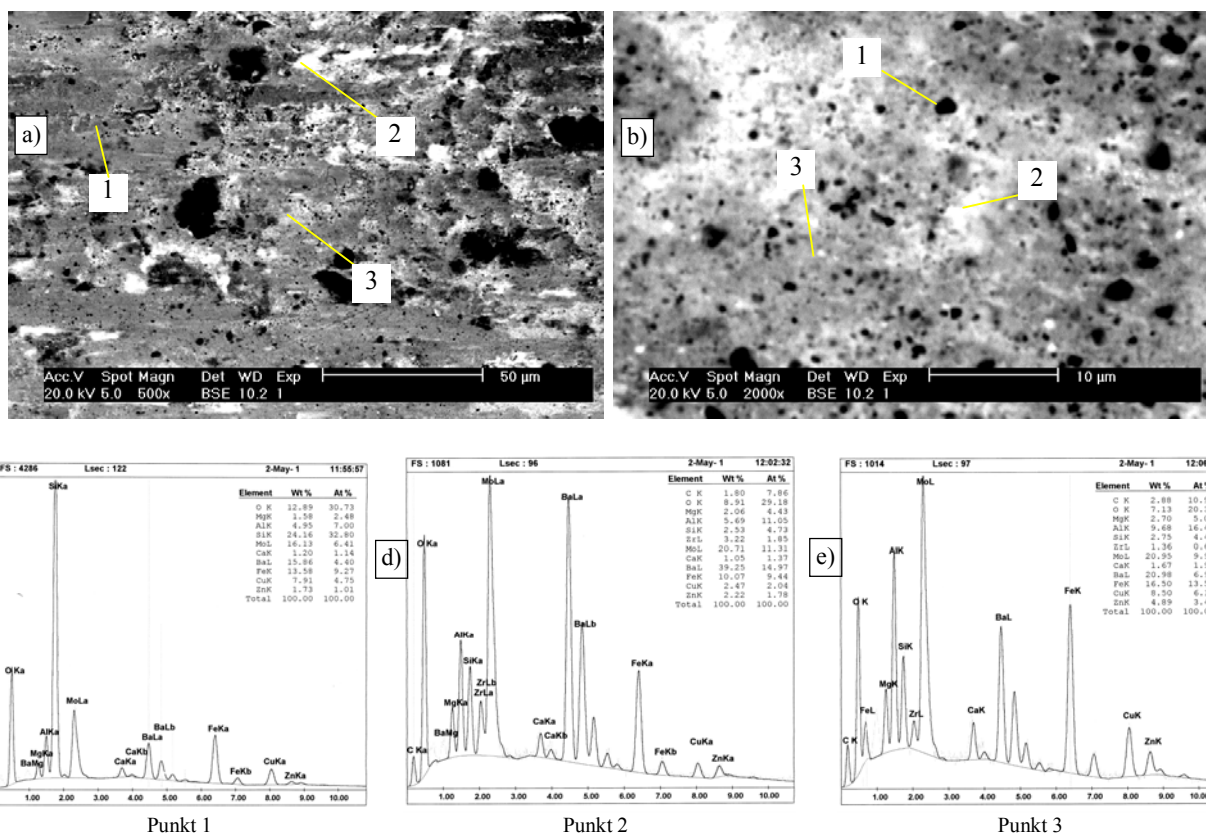 a)
1
2
3
Acc.V Spot Magn Det WD Exp
20.0 kV 5.0 500x BSE 10.2 1
50 µm
b)
1
2
3
Acc.V Spot Magn Det WD Exp
20.0 kV 5.0 2000x BSE 10.2 1
10 µm
FS : 4286 Lsec : 122 2-May- 1 11:55:57
Element Wt % At %
O K 12.89 30.73
MgK 1.58 2.48
AlK 4.95 7.00
SiK 24.16 32.80
MoL 16.13 6.41
CaK 1.20 1.14
BaL 15.86 4.40
FeK 13.58 9.27
CuK 7.91 4.75
ZnK 1.73 1.01
Total 100.00 100.00
SiKa
O Ka
MoLa
AlKa
MgKa
BaMg
CaKa
CaKb
BaLa
BaLb
FeKa
FeKb
CuKa
ZnKa
1.00 2.00 3.00 4.00 5.00 6.00 7.00 8.00 9.00 10.00
Punkt 1
d)
FS : 1081 Lsec : 96 2-May- 1 12:02:32
Element Wt % At %
C K 1.80 7.86
O K 8.91 29.18
MgK 2.06 4.43
AlK 5.69 11.05
SiK 2.53 4.73
ZrL 3.22 1.85
MoL 20.71 11.31
CaK 1.05 1.37
BaL 39.25 14.97
FeK 10.07 9.44
CuK 2.47 2.04
ZnK 2.22 1.78
Total 100.00 100.00
MoLa
BaLa
O Ka
BaLb
AlKa
SiKa
ZrLb
ZrLa
MgKa
BaMg
C Ka
CaKa
CaKb
FeKa
FeKb
CuKa
ZnKa
1.00 2.00 3.00 4.00 5.00 6.00 7.00 8.00 9.00 10.00
Punkt 2
e)
FS : 1014 Lsec : 97 2-May- 1
Element Wt % At %
C K 2.88
O K 7.13
MgK 2.70
AlK 9.68
SiK 2.75
ZrL 1.36
MoL 20.95
CaK 1.67
BaL 20.98
FeK 16.50
CuK 8.50
ZnK 4.89
Total 100.00
MoL
AlK
O K
SiK
MgK
FeL
ZrL
C K
CaK
BaL
FeK
CuK
ZnK
1.00 2.00 3.00 4.00 5.00 6.00 7.00 8.00 9.00
Punkt 3